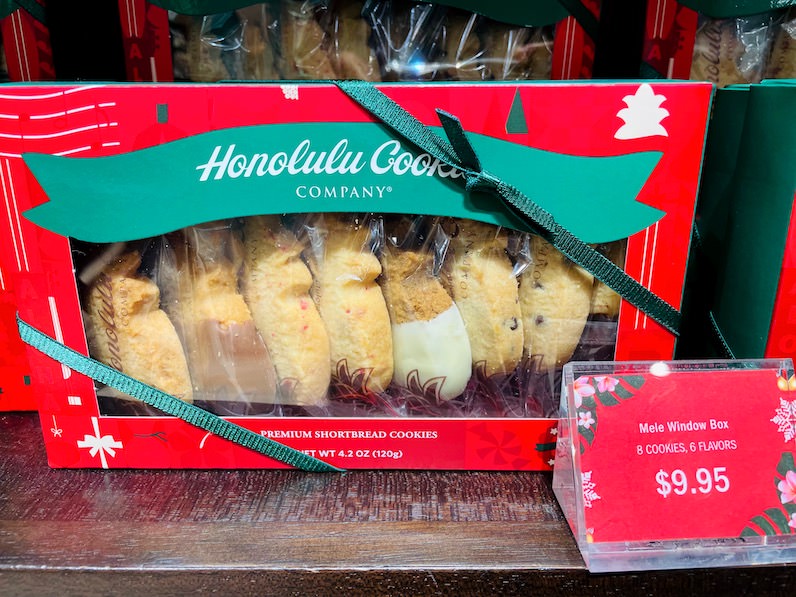 Honolulu Cookie
COMPANY®
PREMIUM SHORTBREAD COOKIES
NET WT 4.2 OZ (120g)
Mele Window Box
8 COOKIES, 6 FLAVORS
$9.95